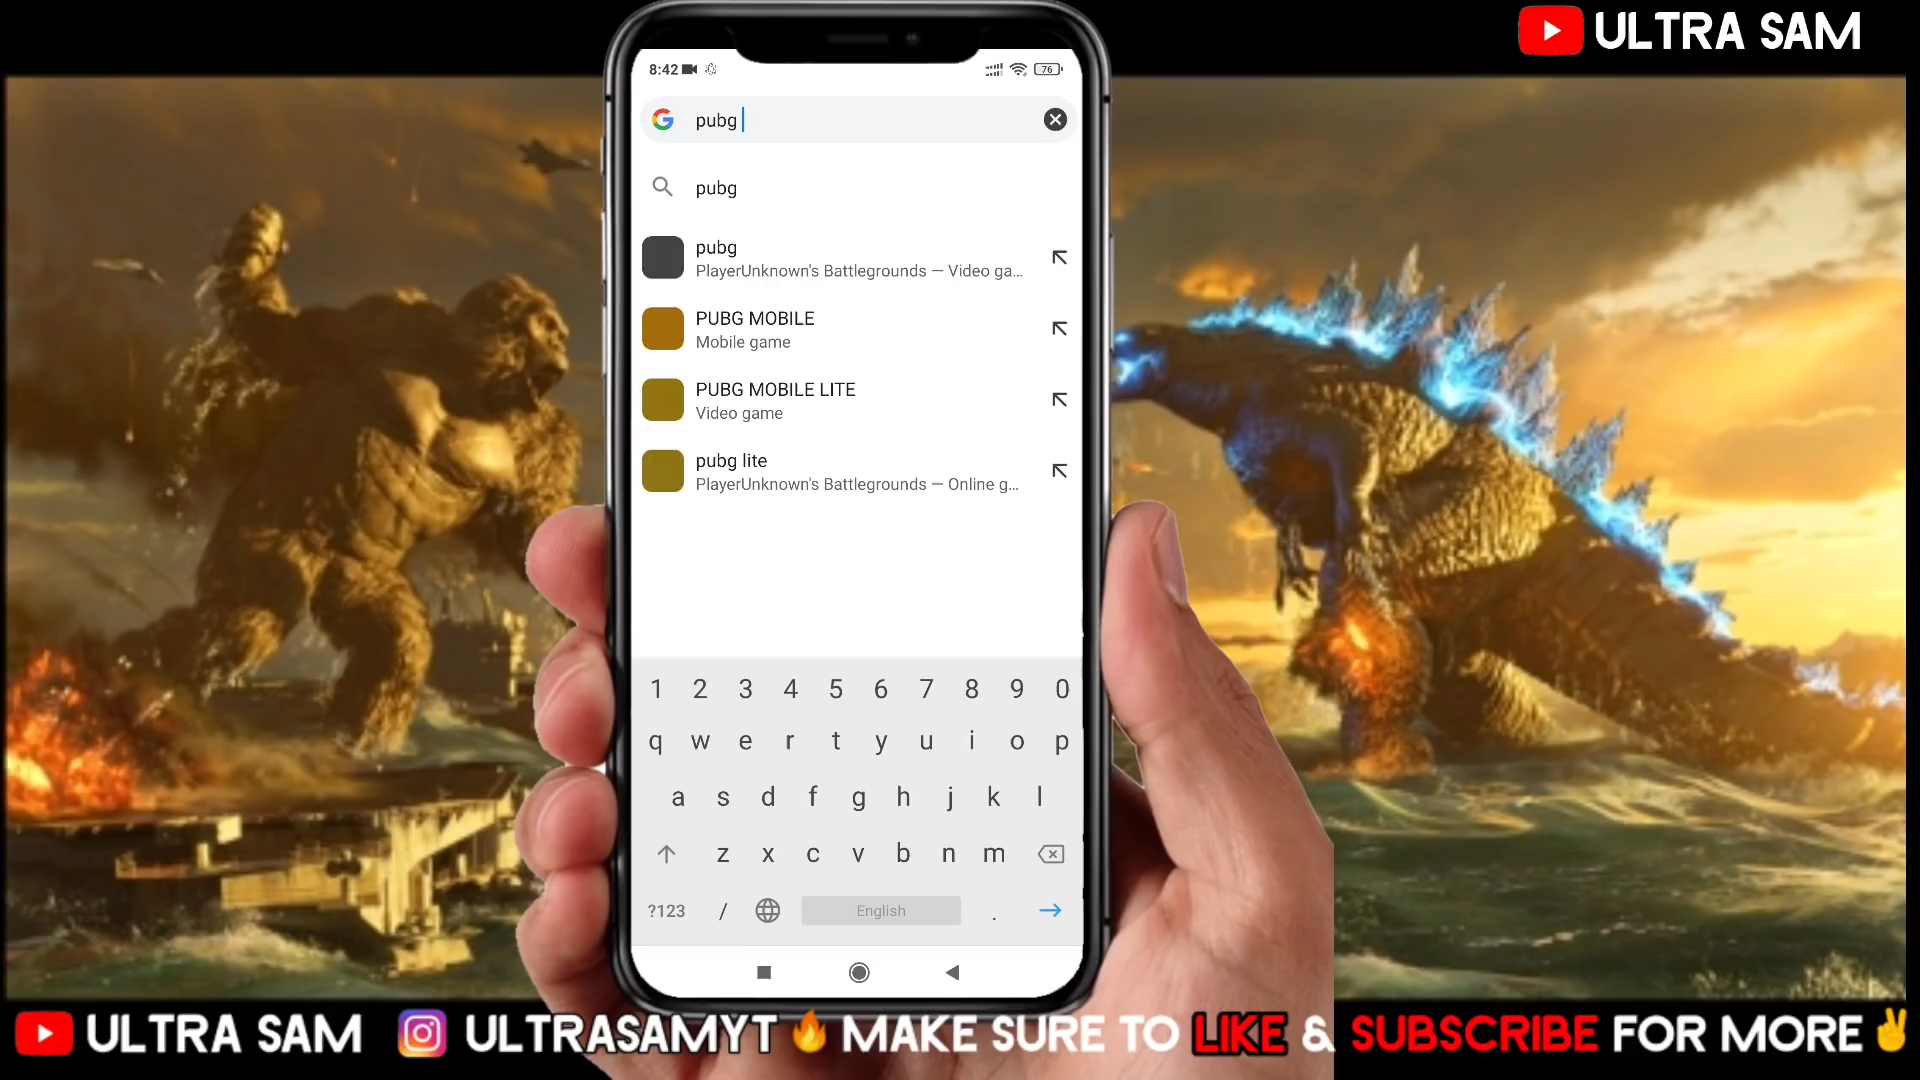 ULTRA SAM
8:42
76
pubg
pubg
pubg
PlayerUnknown's Battlegrounds — Video ga...
PUBG MOBILE
Mobile game
PUBG MOBILE LITE
Video game
pubg lite
PlayerUnknown's Battlegrounds — Online g...
1 2 3 4 5 6 7 8 9 0
q w e r t y u i o p
a s d f g h j k l
z x c v b n m
?123 / English .
ULTRA SAM ULTRASAMYT MAKE SURE TO LIKE & SUBSCRIBE FOR MORE